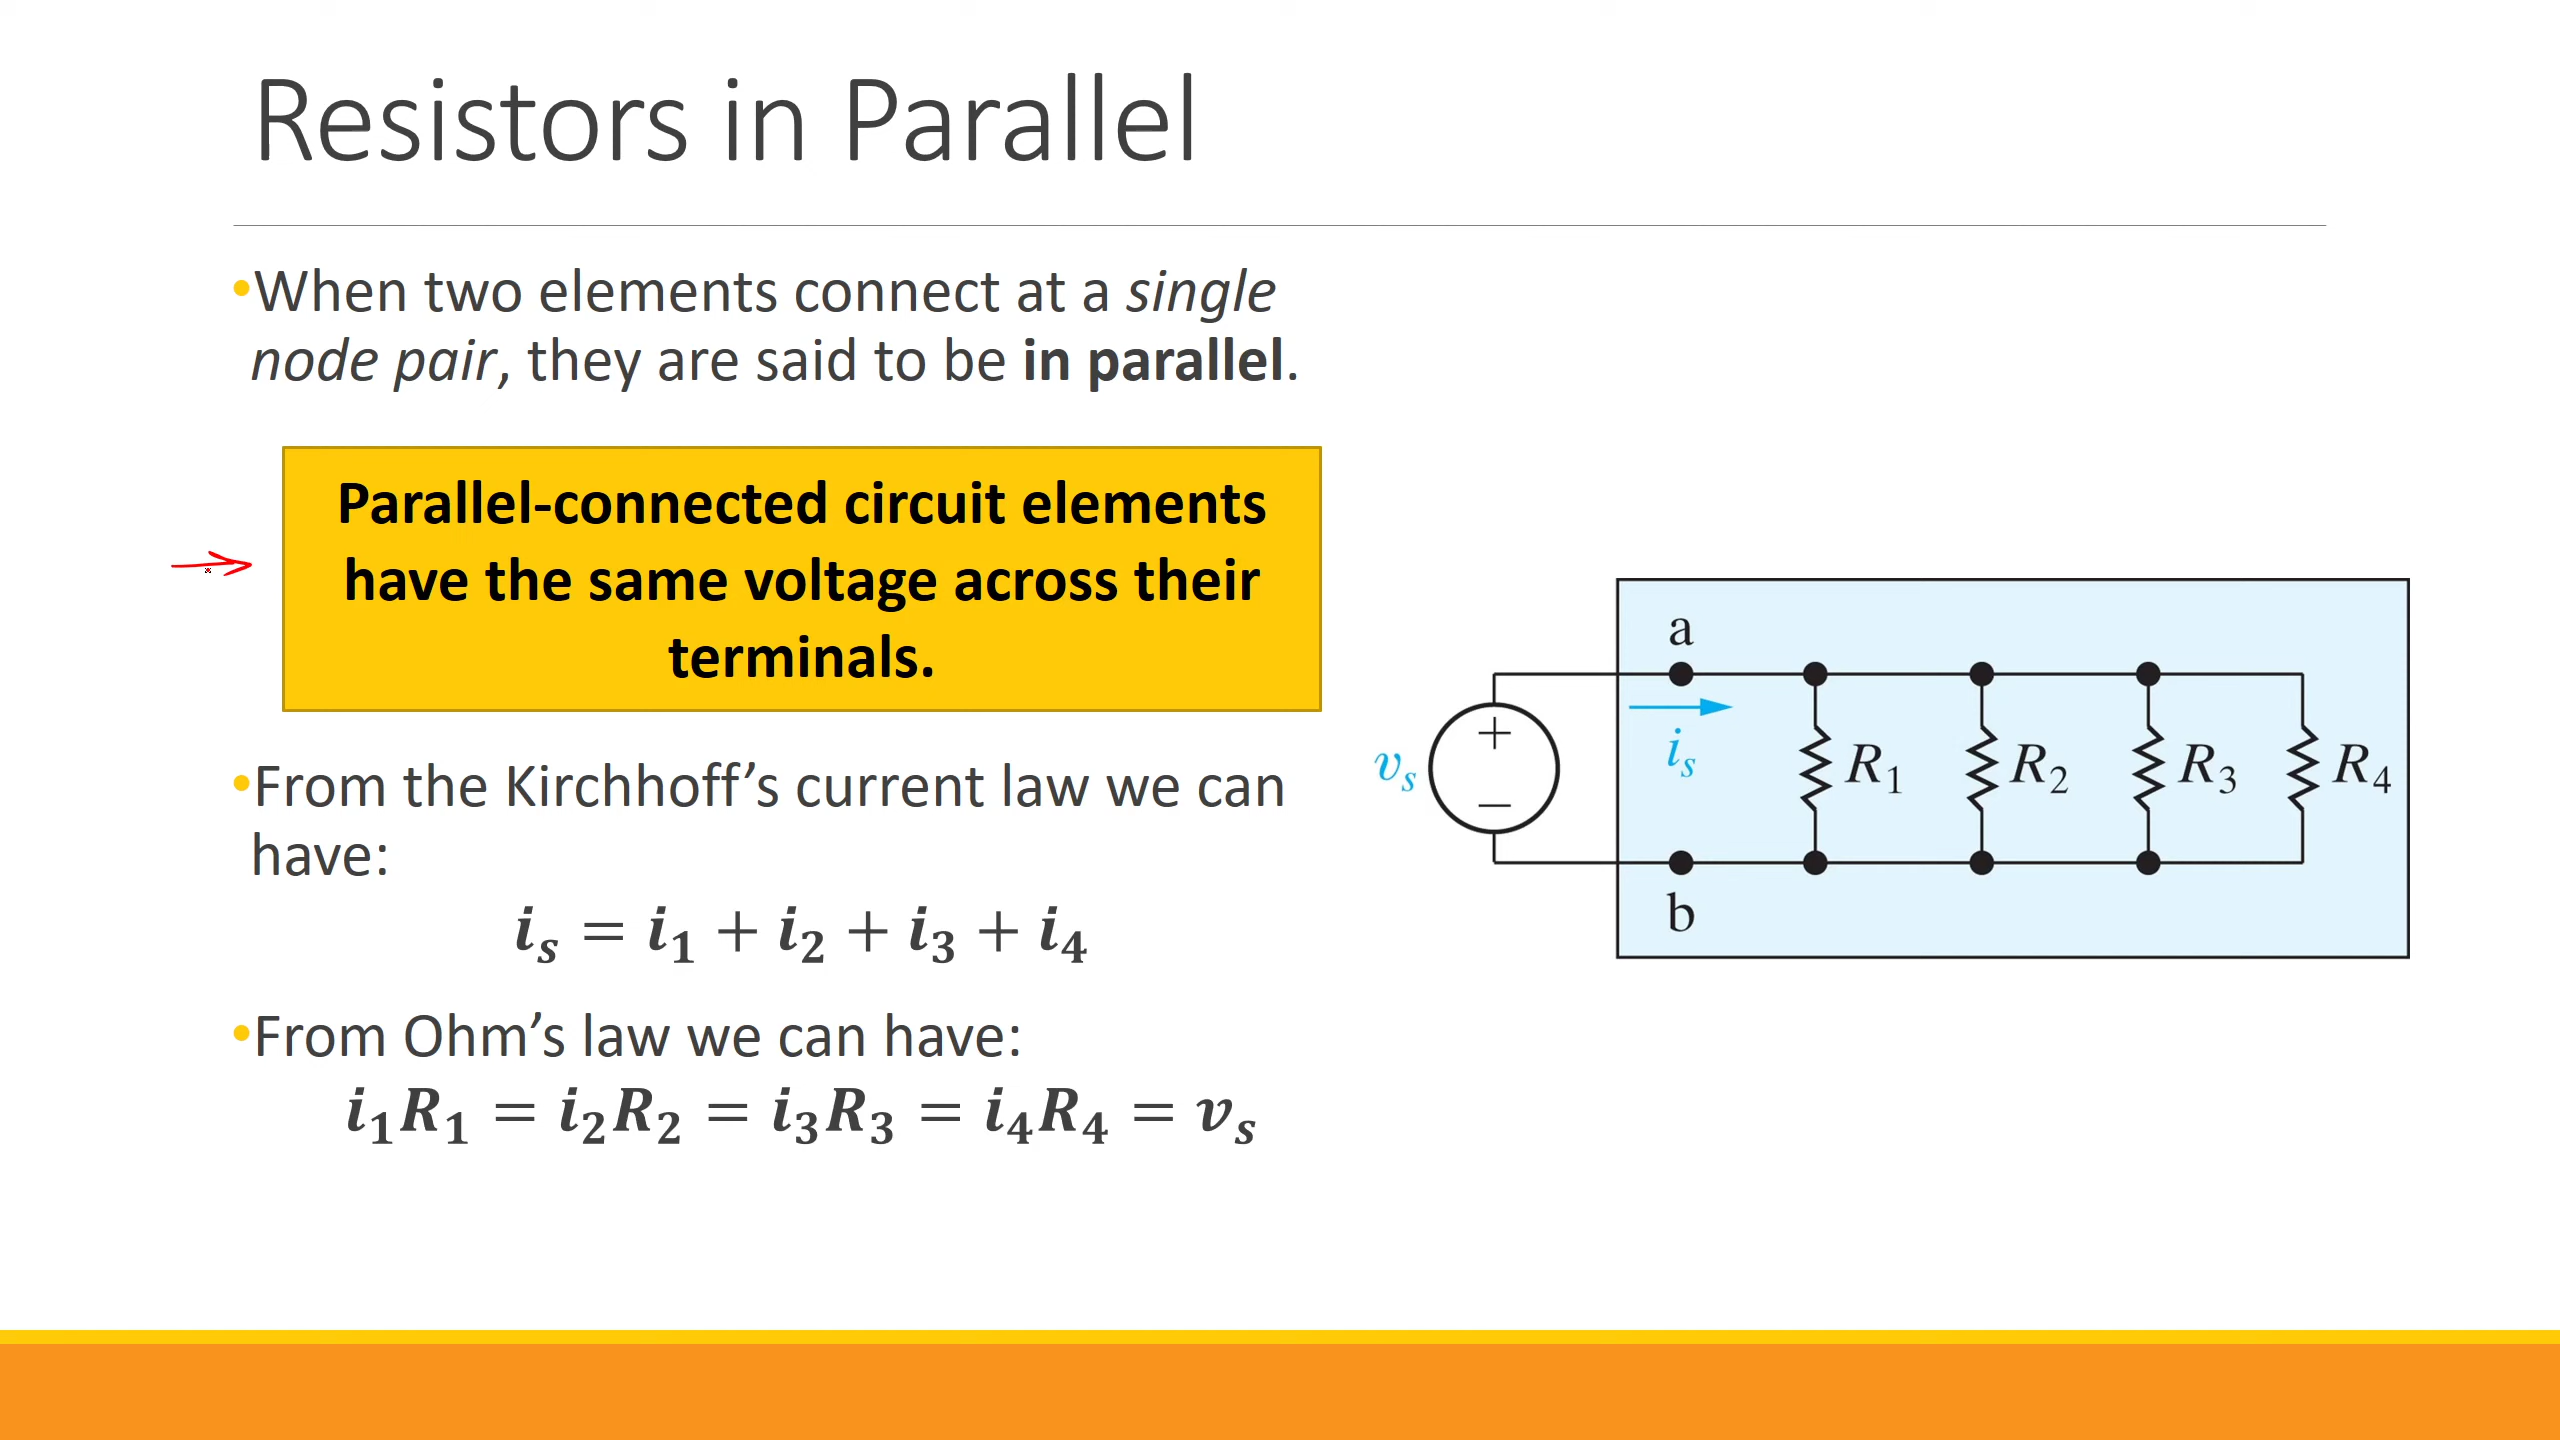 Resistors in Parallel
•When two elements connect at a single
node pair, they are said to be in parallel.
Parallel-connected circuit elements
have the same voltage across their
terminals.
•From the Kirchhoff’s current law we can
have:
i_s = i_1 + i_2 + i_3 + i_4
•From Ohm’s law we can have:
i_1R_1 = i_2R_2 = i_3R_3 = i_4R_4 = v_s
a
v_s
+
−
i_s
R_1
R_2
R_3
R_4
b